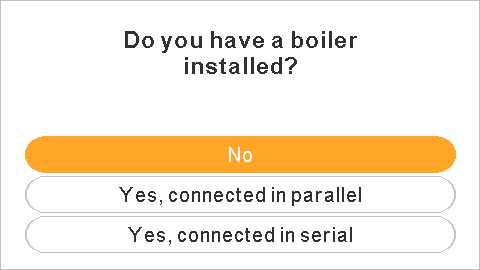 Do you have a boiler
installed?
No
Yes, connected in parallel
Yes, connected in serial